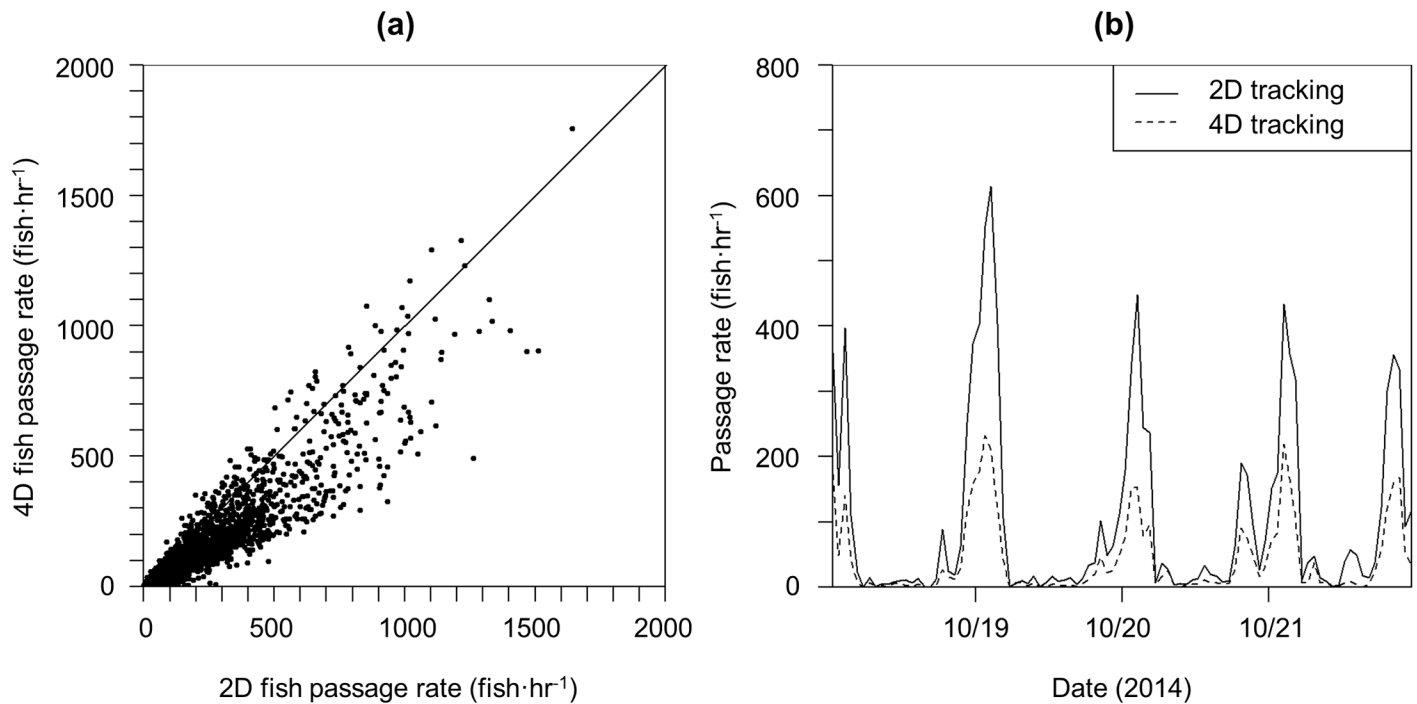 (a)
2000
1500
1000
500
0
4D fish passage rate (fish·hr-1)
0 500 1000 1500 2000
2D fish passage rate (fish·hr-1)
(b)
800
600
400
200
0
Passage rate (fish·hr-1)
2D tracking
4D tracking
10/19 10/20 10/21
Date (2014)